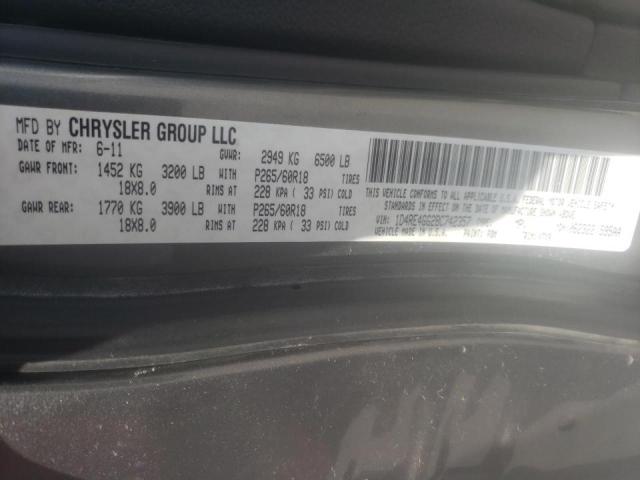 MFD BY CHRYSLER GROUP LLC
DATE OF MFR: 6-11 GVWR: 2949 KG 6500 LB
GAWR FRONT: 1452 KG 3200 LB WITH P265/60R18 TIRES
18X8.0 RIMS AT 228 KPA ( 33 PSI) COLD
GAWR REAR: 1770 KG 3900 LB WITH P265/60R18 TIRES
18X8.0 RIMS AT 228 KPA ( 33 PSI) COLD
THIS VEHICLE CONFORMS TO ALL APPLICABLE U.S.A. FEDERAL MOTOR VEHICLE SAFETY
STANDARDS IN EFFECT ON THE DATE OF MANUFACTURE SHOWN ABOVE.
VIN:
VEHICLE MADE IN U.S.A. PAINT: PDM TRIM: